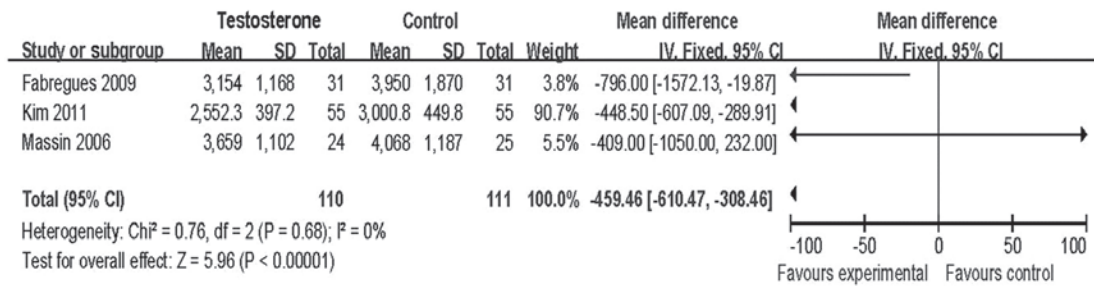 Testosterone Control Mean difference Mean difference
Study or subgroup Mean SD Total Mean SD Total Weight IV. Fixed. 95% CI IV. Fixed. 95% CI
Fabregues 2009 3,154 1,168 31 3,950 1,870 31 3.8% -796.00 [-1572.13, -19.87]
Kim 2011 2,552.3 397.2 55 3,000.8 449.8 55 90.7% -448.50 [-607.09, -289.91]
Massin 2006 3,659 1,102 24 4,068 1,187 25 5.5% -409.00 [-1050.00, 232.00]
Total (95% CI) 110 111 100.0% -459.46 [-610.47, -308.46]
Heterogeneity: Chi² = 0.76, df = 2 (P = 0.68); I² = 0%
Test for overall effect: Z = 5.96 (P < 0.00001)
-100 -50 0 50 100
Favours experimental Favours control